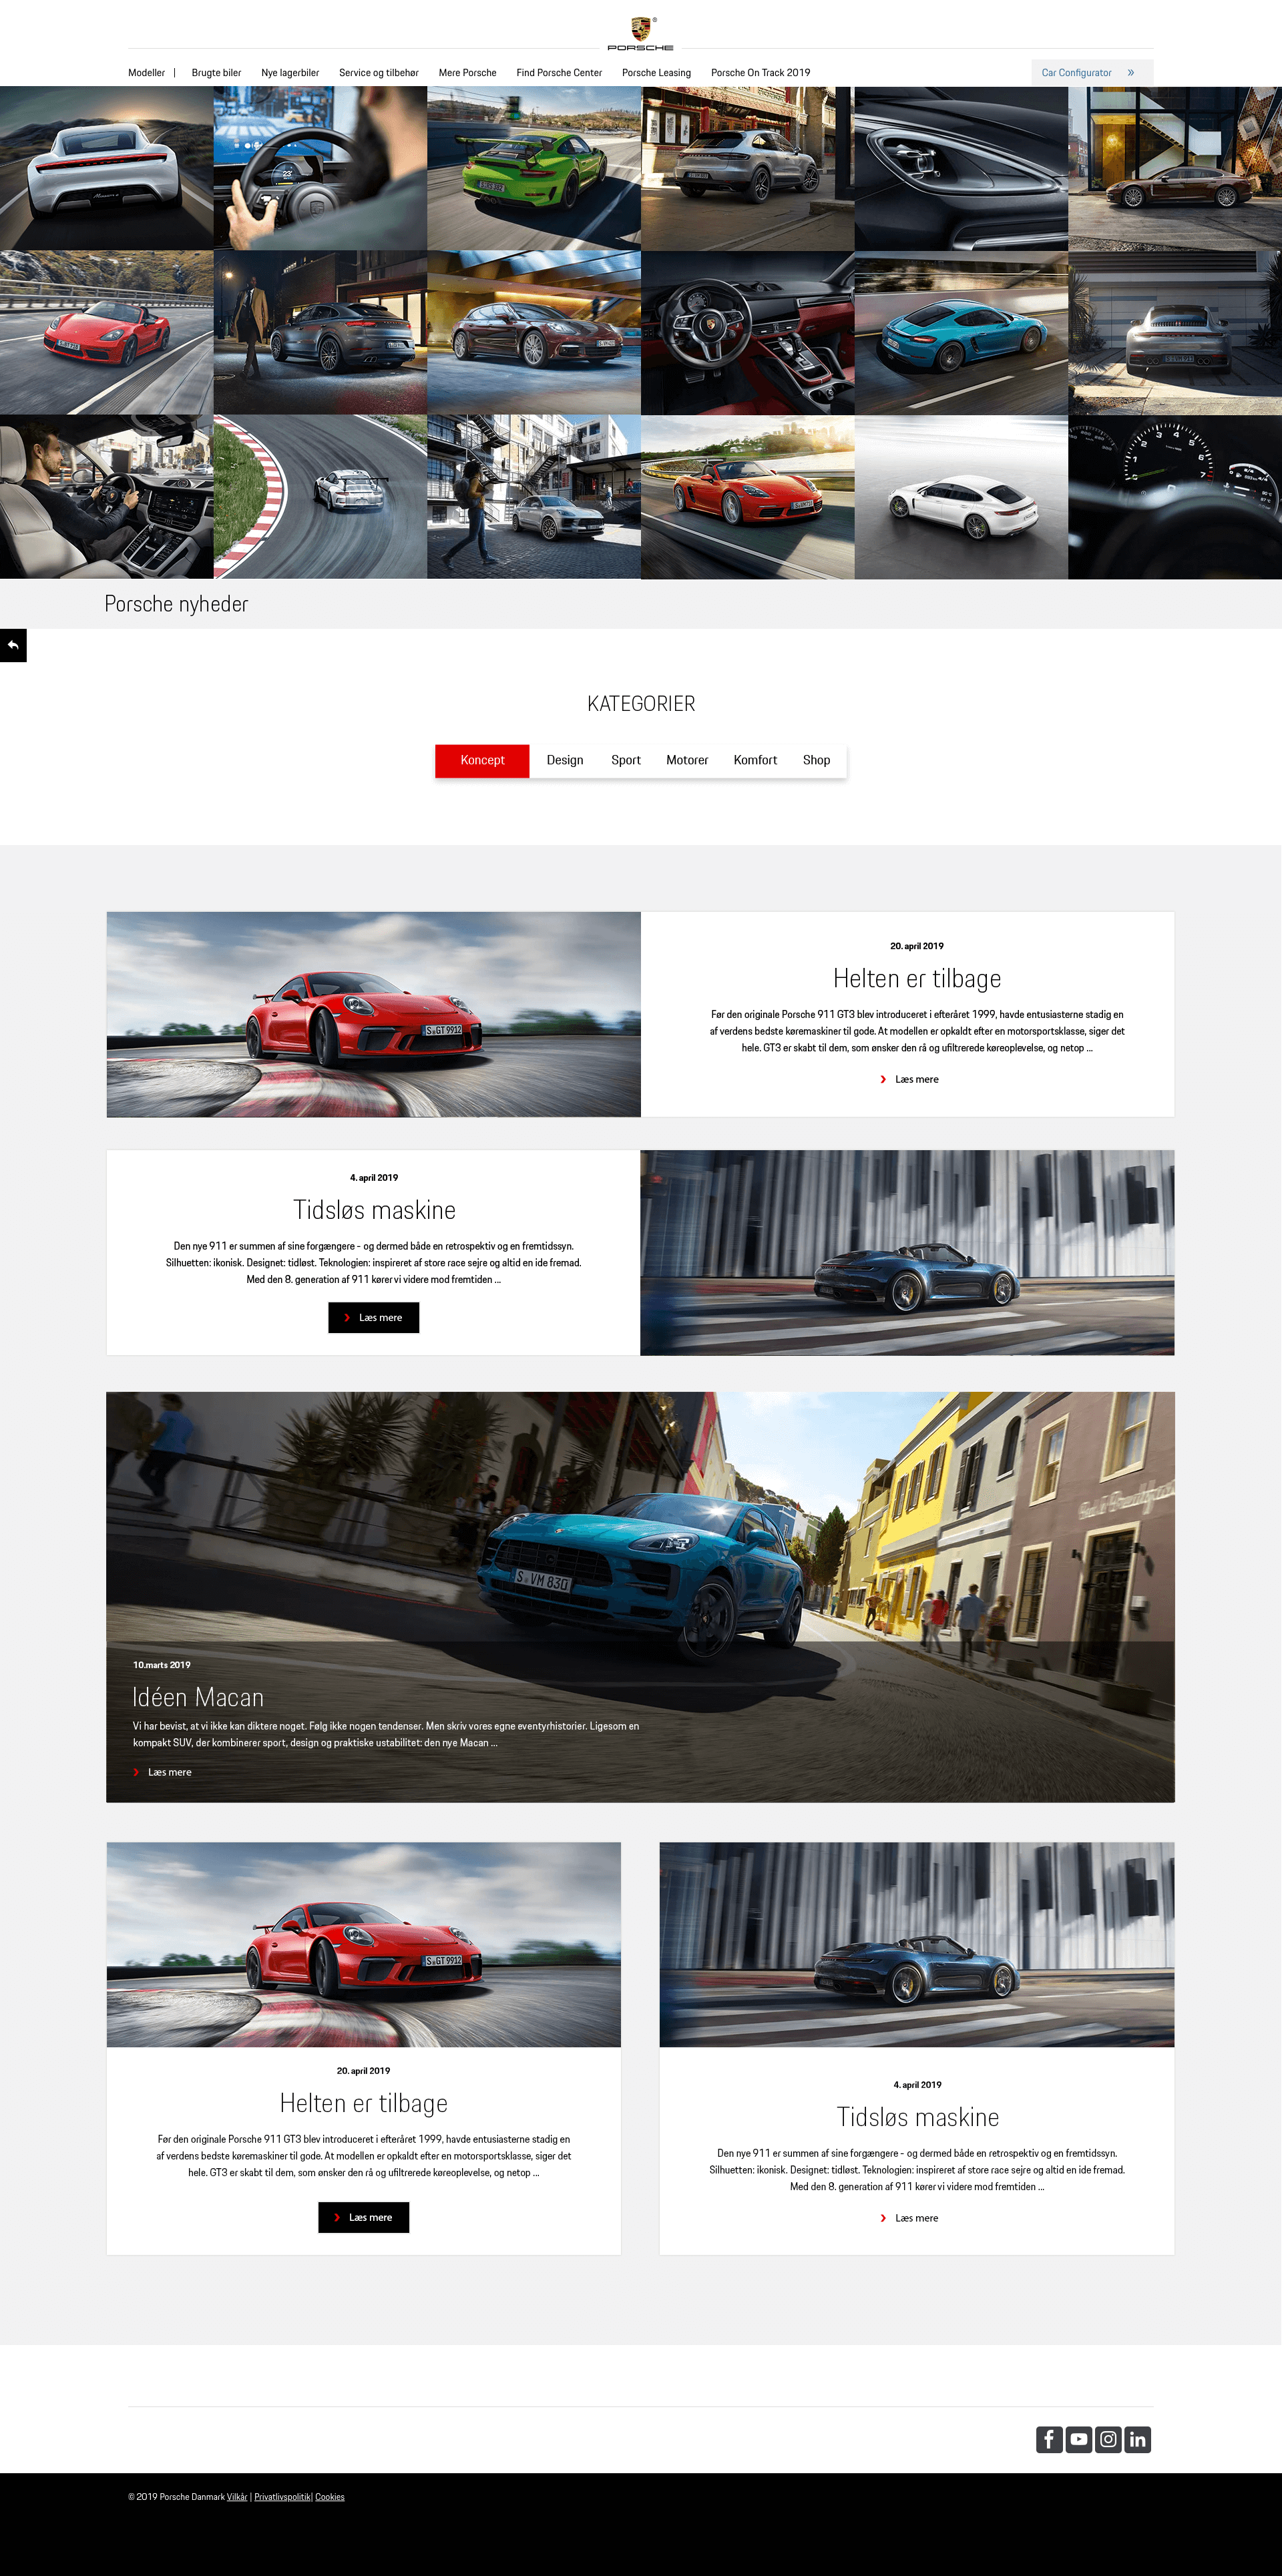 PORSCHE
Modeller | Brugte biler Nye lagerbiler Service og tilbehør Mere Porsche Find Porsche Center Porsche Leasing Porsche On Track 2019 Car Configurator »
Porsche nyheder
KATEGORIER
Koncept Design Sport Motorer Komfort Shop
20. april 2019
Helten er tilbage
Før den originale Porsche 911 GT3 blev introduceret i efteråret 1999, havde entusiasterne stadig en
af verdens bedste køremaskiner til gode. At modellen er opkaldt efter en motorsportsklasse, siger det
hele. GT3 er skabt til dem, som ønsker den rå og ufiltrerede køreoplevelse, og netop ...
Læs mere
S GT 9912
4. april 2019
Tidsløs maskine
Den nye 911 er summen af sine forgængere - og dermed både en retrospektiv og en fremtidssyn.
Silhuetten: ikonisk. Designet: tidløst. Teknologien: inspireret af store race sejre og altid en ide fremad.
Med den 8. generation af 911 kører vi videre mod fremtiden ...
Læs mere
S VM 830
10.marts 2019
Idéen Macan
Vi har bevist, at vi ikke kan diktere noget. Følg ikke nogen tendenser. Men skriv vores egne eventyrhistorier. Ligesom en
kompakt SUV, der kombinerer sport, design og praktiske ustabilitet: den nye Macan ...
Læs mere
S GT 9912
20. april 2019
Helten er tilbage
Før den originale Porsche 911 GT3 blev introduceret i efteråret 1999, havde entusiasterne stadig en
af verdens bedste køremaskiner til gode. At modellen er opkaldt efter en motorsportsklasse, siger det
hele. GT3 er skabt til dem, som ønsker den rå og ufiltrerede køreoplevelse, og netop ...
Læs mere
4. april 2019
Tidsløs maskine
Den nye 911 er summen af sine forgængere - og dermed både en retrospektiv og en fremtidssyn.
Silhuetten: ikonisk. Designet: tidløst. Teknologien: inspireret af store race sejre og altid en ide fremad.
Med den 8. generation af 911 kører vi videre mod fremtiden ...
Læs mere
© 2019 Porsche Danmark Vilkår | Privatlivspolitik| Cookies